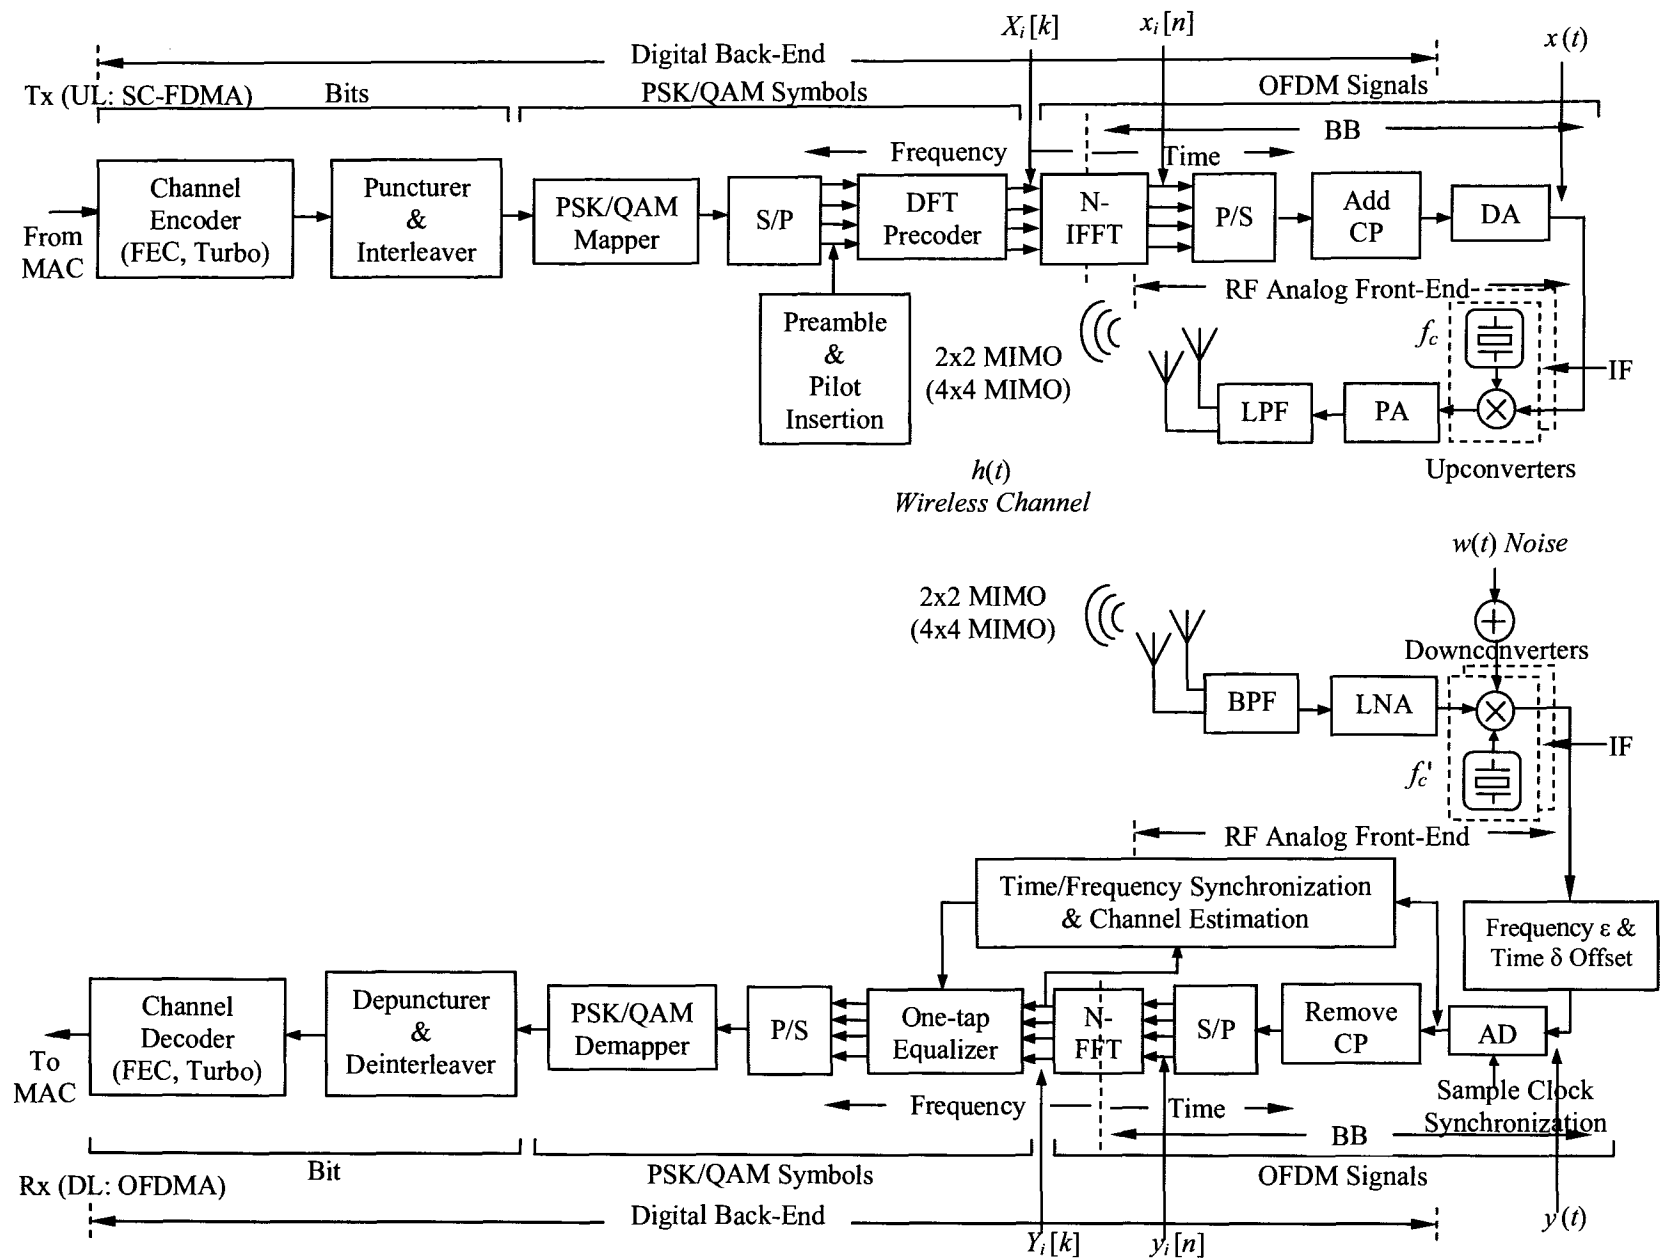 X_i[k]
x_i[n]
x(t)
Digital Back-End
Tx (UL: SC-FDMA)
Bits
PSK/QAM Symbols
OFDM Signals
BB
Frequency
Time
From
MAC
Channel
Encoder
(FEC, Turbo)
Puncturer
&
Interleaver
PSK/QAM
Mapper
S/P
DFT
Precoder
N-
IFFT
P/S
Add
CP
DA
Preamble
&
Pilot
Insertion
RF Analog Front-End
2x2 MIMO
(4x4 MIMO)
f_c
IF
LPF
PA
Upconverters
h(t)
Wireless Channel
w(t) Noise
2x2 MIMO
(4x4 MIMO)
Downconverters
BPF
LNA
IF
f_c'
RF Analog Front-End
Time/Frequency Synchronization
& Channel Estimation
Frequency ε &
Time δ Offset
To
MAC
Channel
Decoder
(FEC, Turbo)
Depuncturer
&
Deinterleaver
PSK/QAM
Demapper
P/S
One-tap
Equalizer
N-
FFT
S/P
Remove
CP
AD
Sample Clock
Synchronization
Frequency
Time
BB
Bit
PSK/QAM Symbols
OFDM Signals
Rx (DL: OFDMA)
Digital Back-End
Y_i[k]
y_i[n]
y(t)